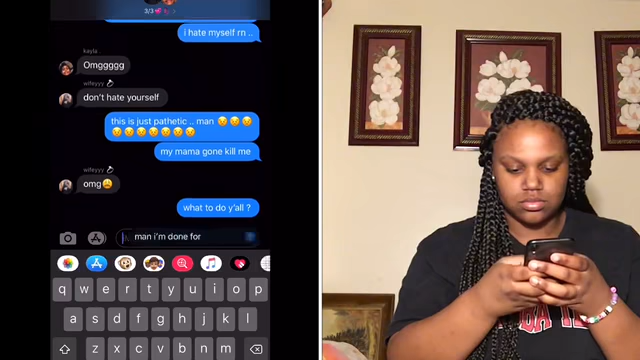 3/3
i hate myself rn ..
kayla
Omggggg
wifeyyy
don't hate yourself
this is just pathetic .. man 😣😣😣
😣😣😣😣😣😣😣
my mama gone kill me
wifeyyy
omg😩
what to do y'all ?
man i'm done for
q w e r t y u i o p
a s d f g h j k l
z x c v b n m